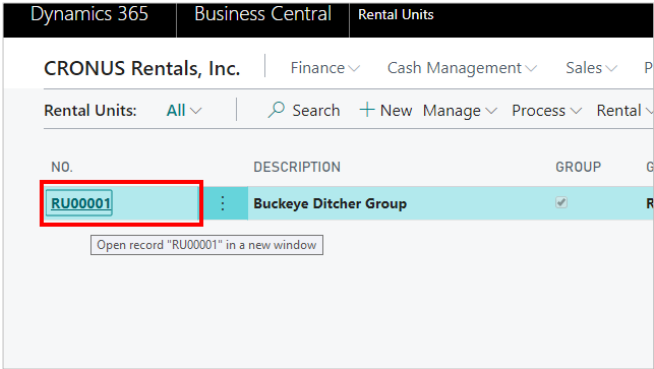 Dynamics 365 Business Central Rental Units
CRONUS Rentals, Inc. Finance Cash Management Sales P
Rental Units: All Search New Manage Process Rental
NO. DESCRIPTION GROUP G
RU00001 Buckeye Ditcher Group R
Open record "RU00001" in a new window